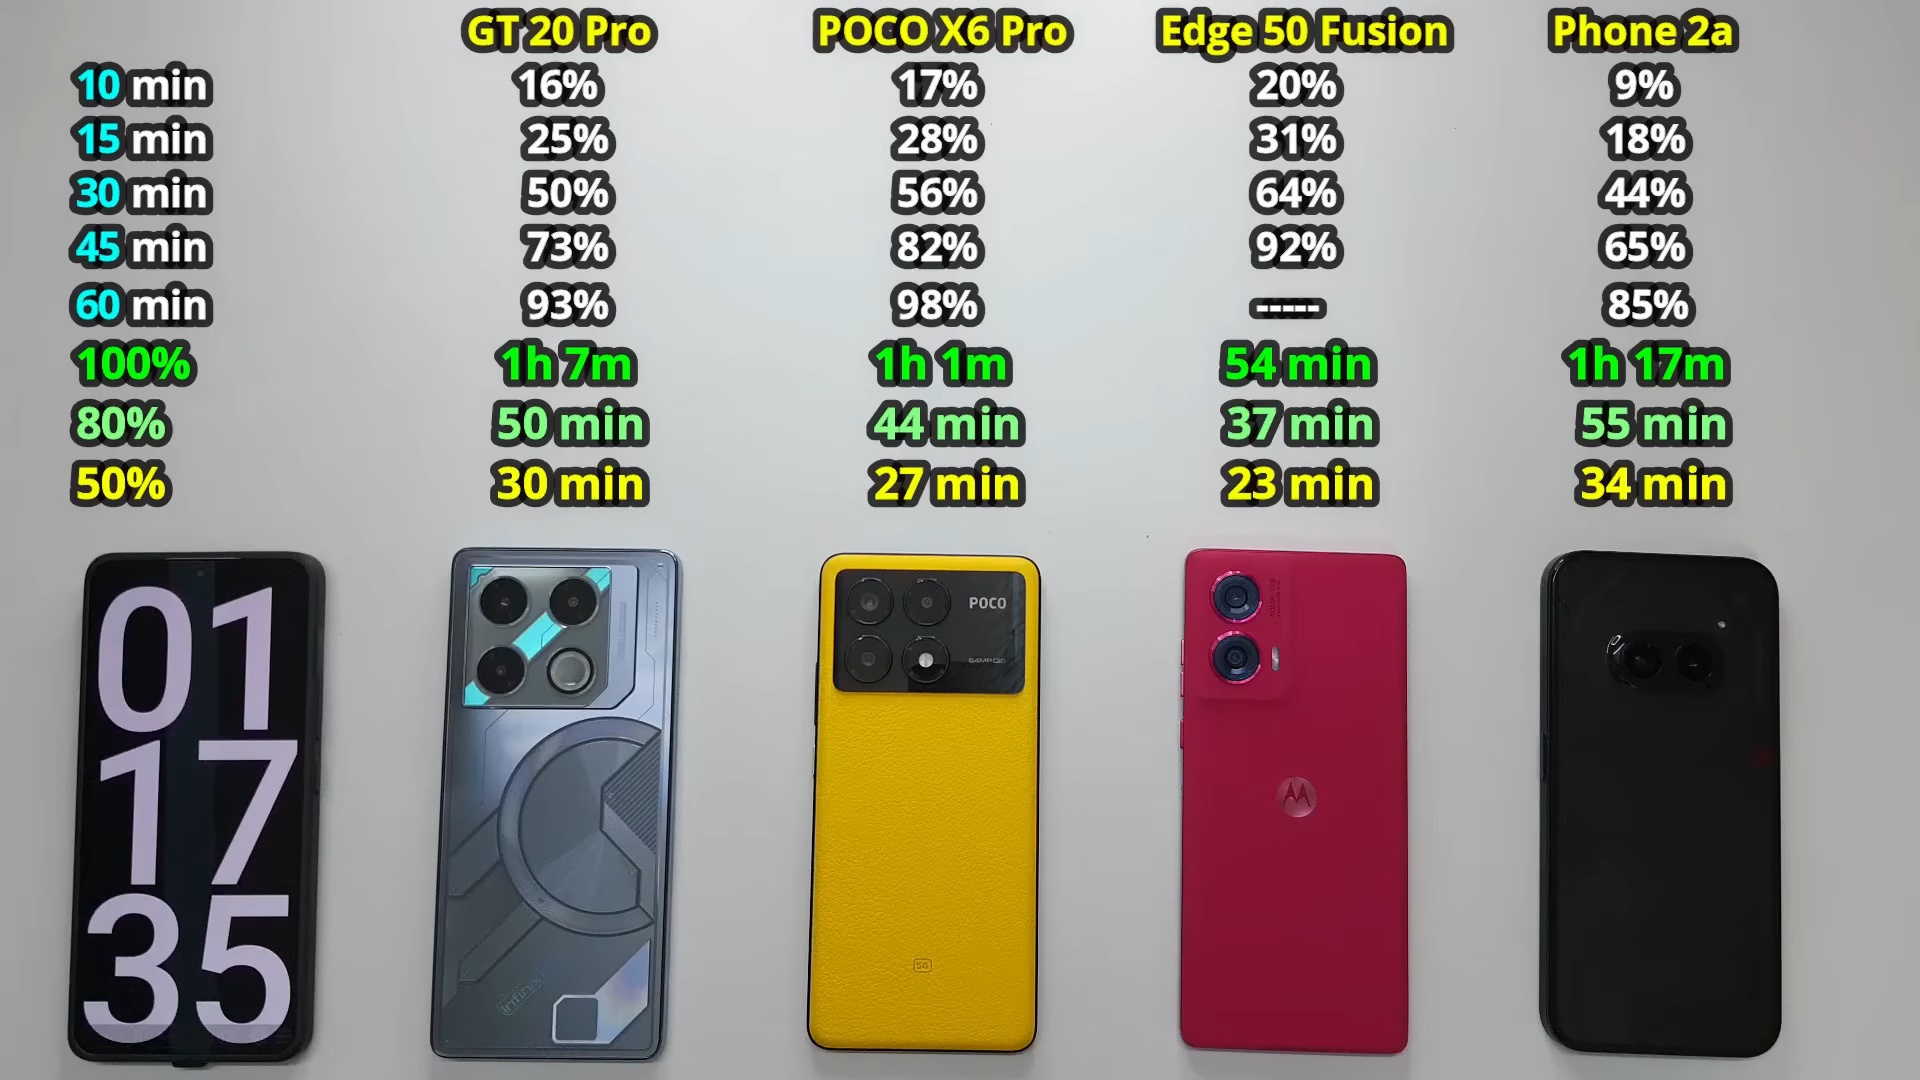 GT 20 Pro POCO X6 Pro Edge 50 Fusion Phone 2a
10 min 16% 17% 20% 9%
15 min 25% 28% 31% 18%
30 min 50% 56% 64% 44%
45 min 73% 82% 92% 65%
60 min 93% 98% ----- 85%
100% 1h 7m 1h 1m 54 min 1h 17m
80% 50 min 44 min 37 min 55 min
50% 30 min 27 min 23 min 34 min
01
17
35
POCO
64MP OIS
5G
Infinix